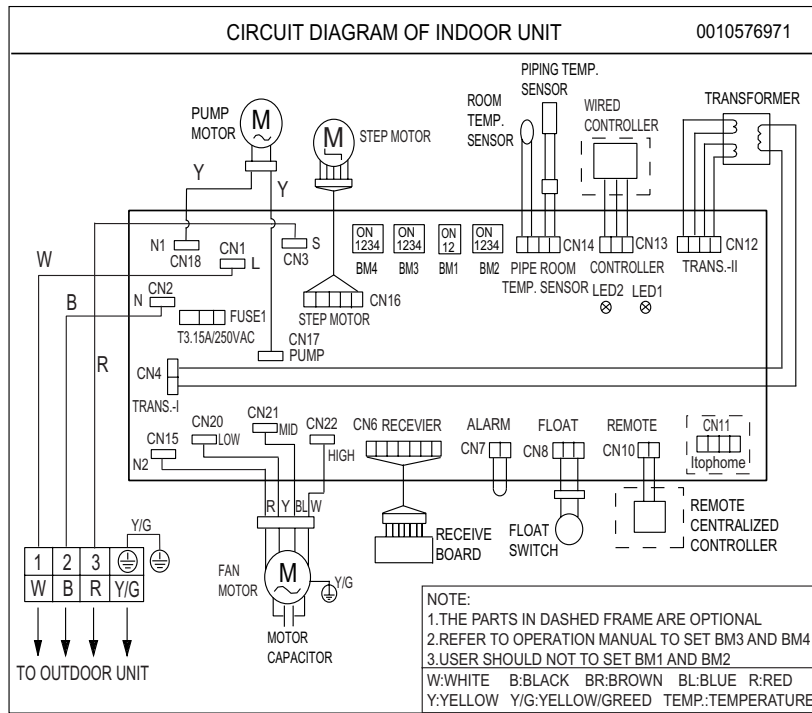 CIRCUIT DIAGRAM OF INDOOR UNIT
0010576971
PUMP
MOTOR
M
STEP MOTOR
M
ROOM
TEMP.
SENSOR
PIPING TEMP.
SENSOR
WIRED
CONTROLLER
TRANSFORMER
Y
Y
N1
CN18
CN1
L
CN3
S
ON
1234
BM4
ON
1234
BM3
ON
12
BM1
ON
1234
BM2
CN14
PIPE ROOM
TEMP. SENSOR
CN13
CONTROLLER
CN12
TRANS.-II
LED2
LED1
W
B
R
CN2
N
FUSE1
T3.15A/250VAC
CN16
STEP MOTOR
CN17
PUMP
CN4
TRANS.-I
CN15
N2
CN20
LOW
CN21
MID
CN22
HIGH
CN6 RECEVIER
ALARM
CN7
FLOAT
CN8
REMOTE
CN10
CN11
Itophome
R Y BL W
RECEIVE
BOARD
FLOAT
SWITCH
REMOTE
CENTRALIZED
CONTROLLER
Y/G
1 2 3
W B R Y/G
TO OUTDOOR UNIT
FAN
MOTOR
M
Y/G
MOTOR
CAPACITOR
NOTE:
1.THE PARTS IN DASHED FRAME ARE OPTIONAL
2.REFER TO OPERATION MANUAL TO SET BM3 AND BM4
3.USER SHOULD NOT TO SET BM1 AND BM2
W:WHITE B:BLACK BR:BROWN BL:BLUE R:RED
Y:YELLOW Y/G:YELLOW/GREED TEMP.:TEMPERATURE